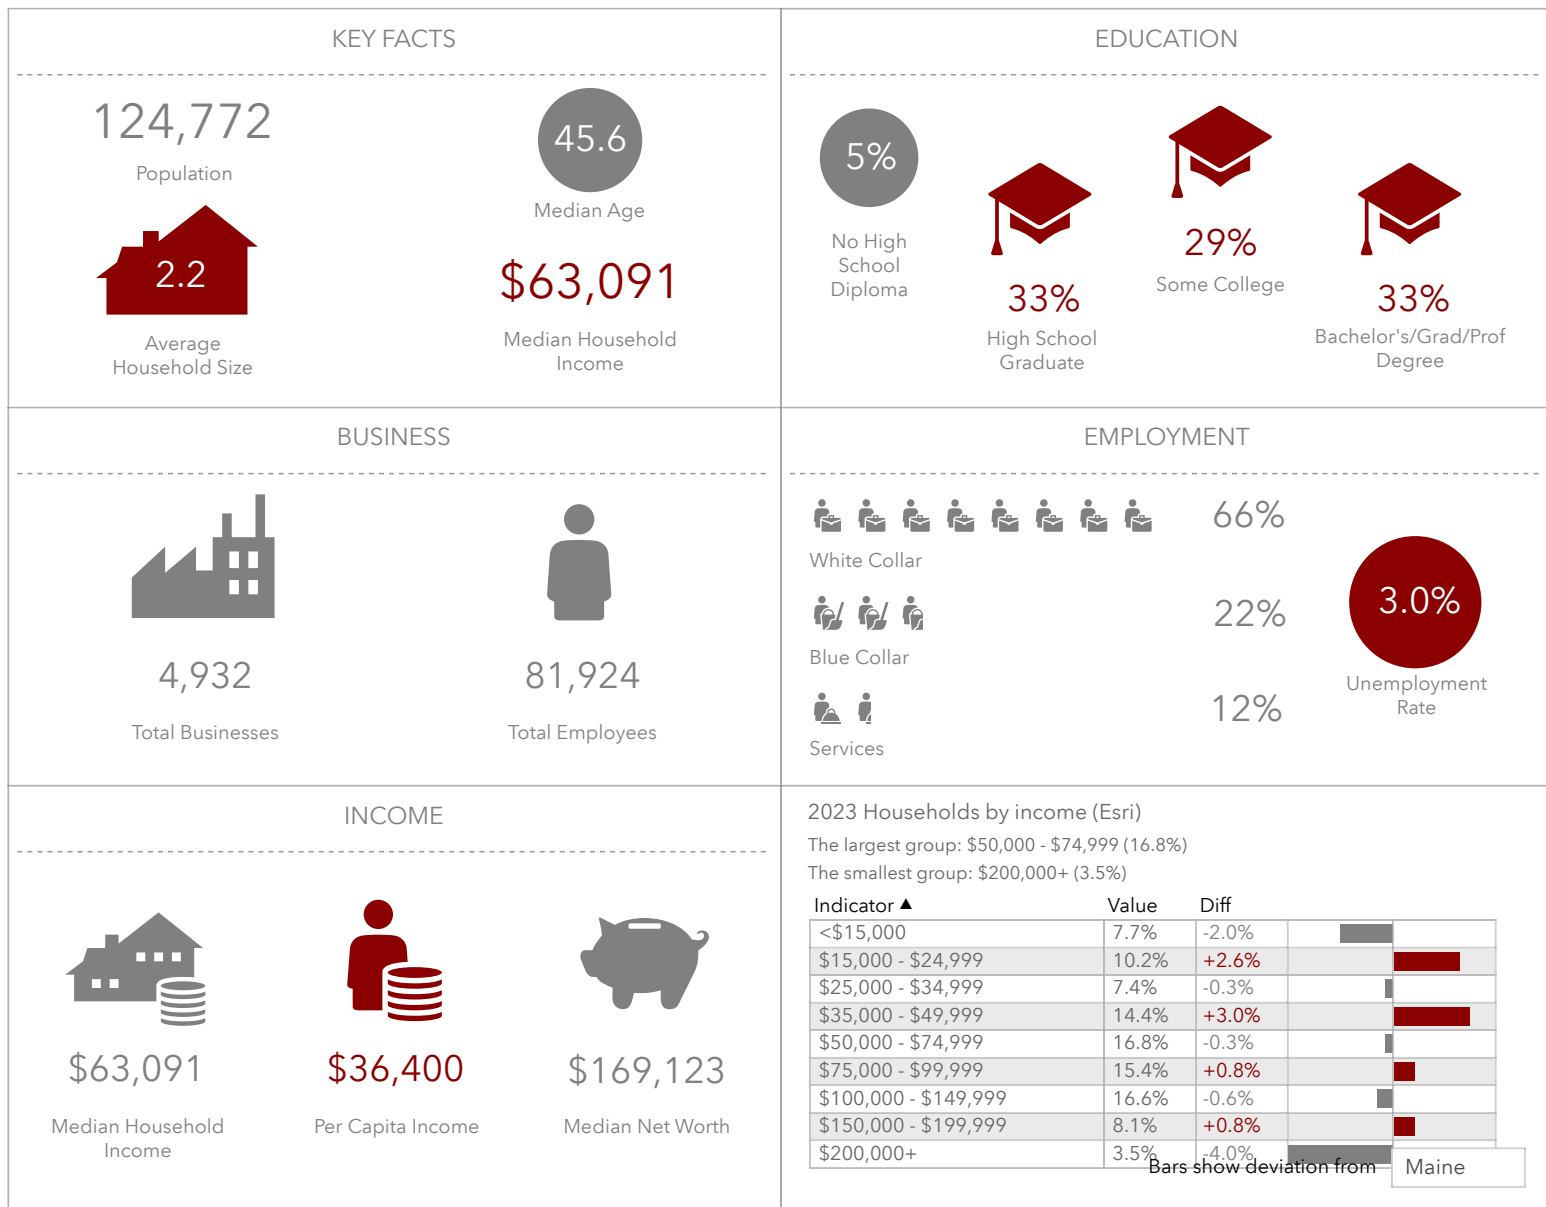 KEY FACTS
124,772
Population
45.6
Median Age
2.2
Average
Household Size
$63,091
Median Household
Income
EDUCATION
5%
No High
School
Diploma
33%
High School
Graduate
29%
Some College
33%
Bachelor's/Grad/Prof
Degree
BUSINESS
4,932
Total Businesses
81,924
Total Employees
EMPLOYMENT
66%
White Collar
22%
Blue Collar
12%
Services
3.0%
Unemployment
Rate
INCOME
$63,091
Median Household
Income
$36,400
Per Capita Income
$169,123
Median Net Worth
2023 Households by income (Esri)
The largest group: $50,000 - $74,999 (16.8%)
The smallest group: $200,000+ (3.5%)
Indicator ▲ Value Diff
<$15,000 7.7% -2.0%
$15,000 - $24,999 10.2% +2.6%
$25,000 - $34,999 7.4% -0.3%
$35,000 - $49,999 14.4% +3.0%
$50,000 - $74,999 16.8% -0.3%
$75,000 - $99,999 15.4% +0.8%
$100,000 - $149,999 16.6% -0.6%
$150,000 - $199,999 8.1% +0.8%
$200,000+ 3.5% -4.0%
Bars show deviation from Maine